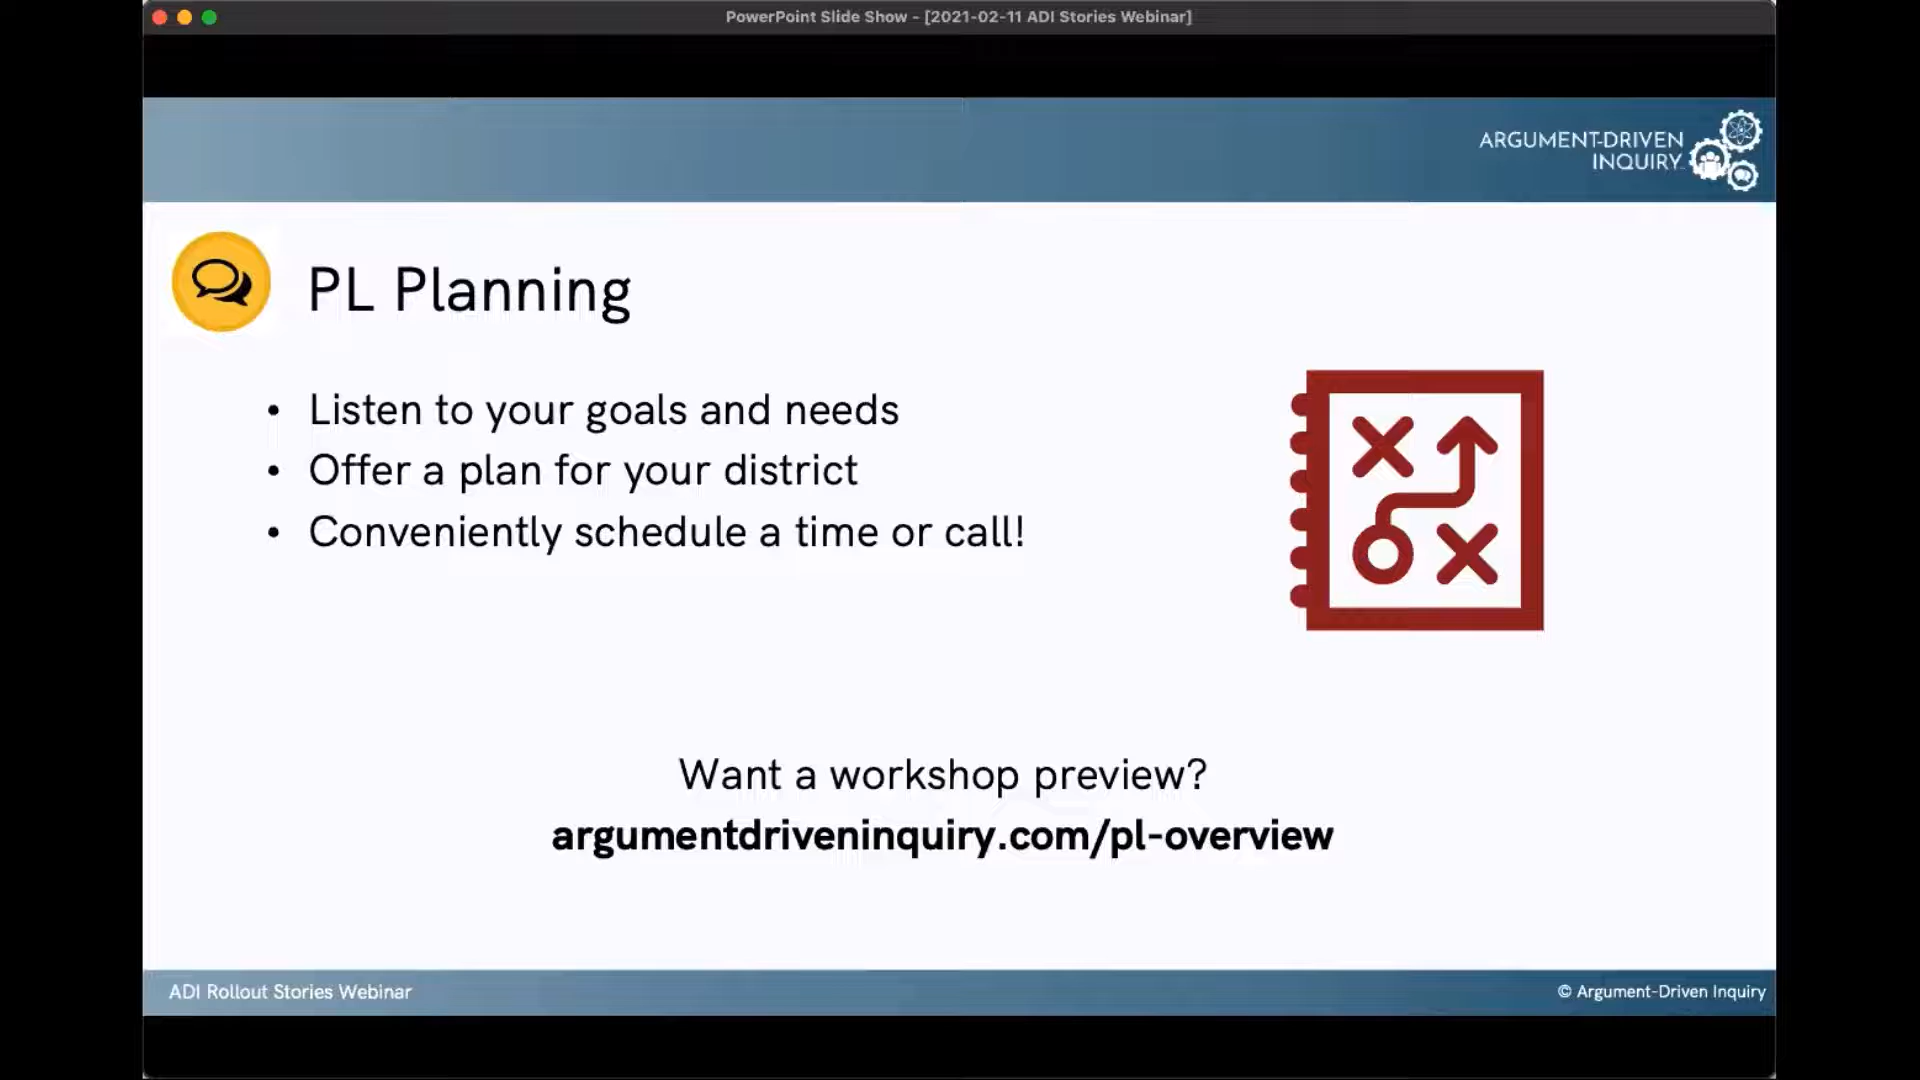 PowerPoint Slide Show - [2021-02-11 ADI Stories Webinar]
ARGUMENT-DRIVEN
INQUIRY
PL Planning
• Listen to your goals and needs
• Offer a plan for your district
• Conveniently schedule a time or call!
Want a workshop preview?
argumentdriveninquiry.com/pl-overview
ADI Rollout Stories Webinar
© Argument-Driven Inquiry